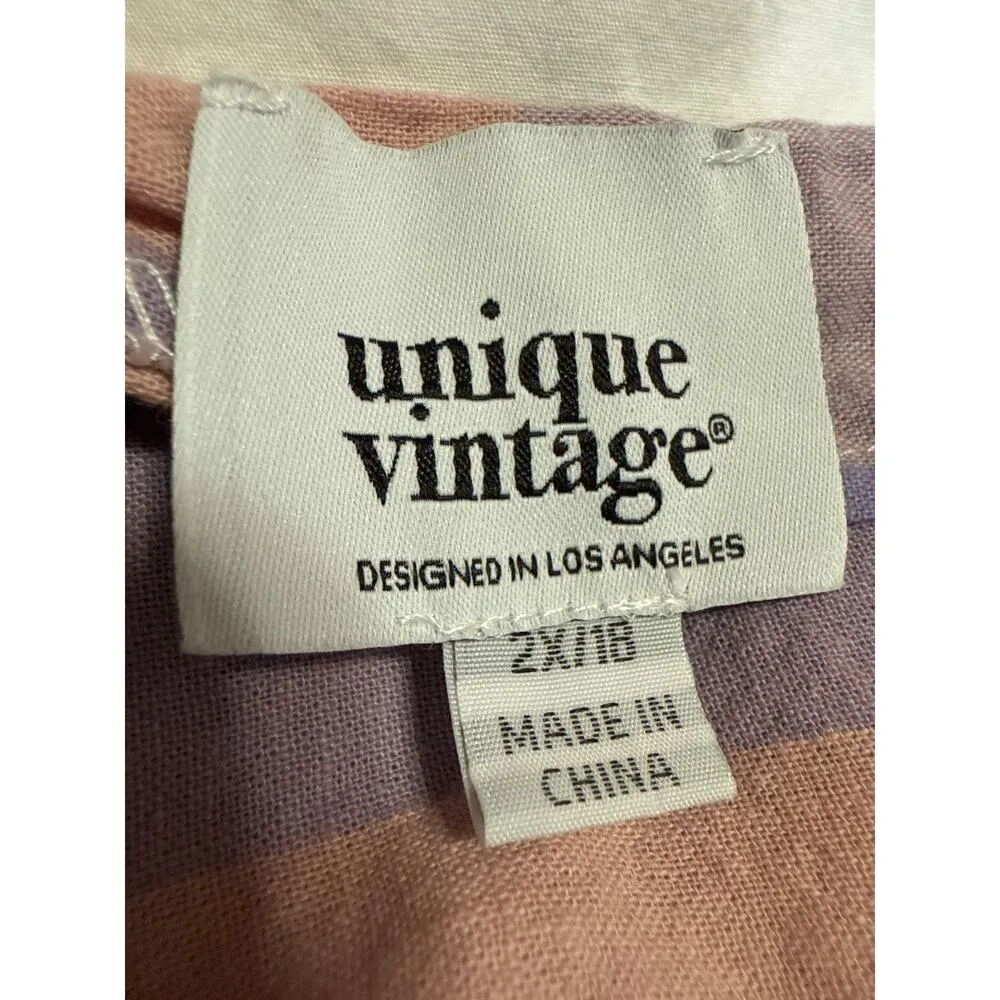 unique
vintage®
DESIGNED IN LOS ANGELES
2X/18
MADE IN
CHINA